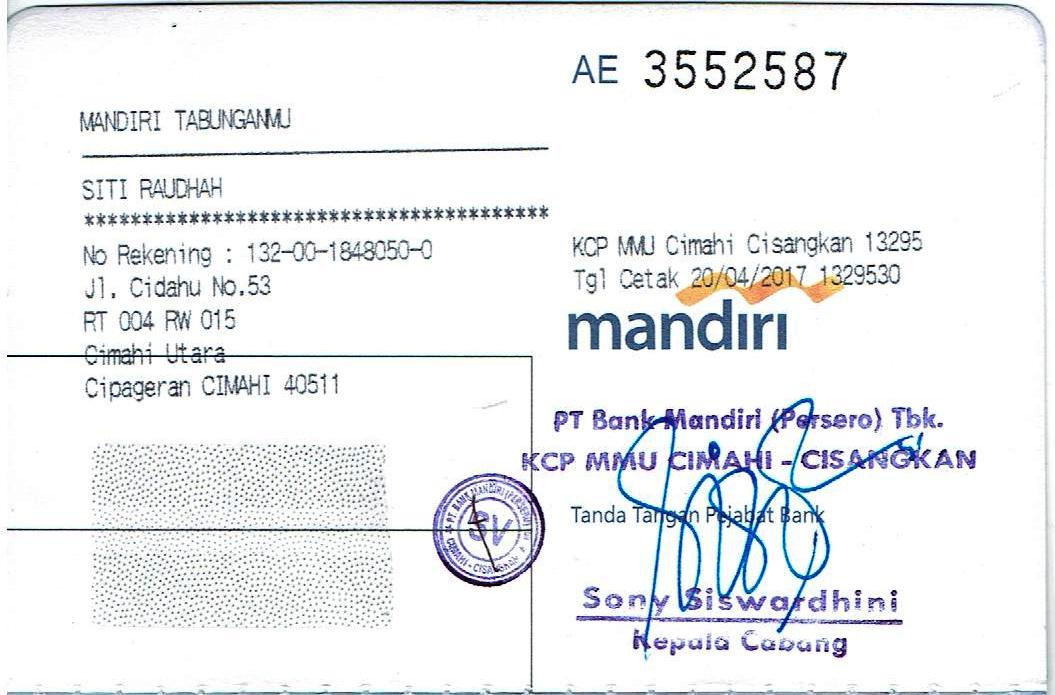 AE 3552587
MANDIRI TABUNGANMU
SITI RAUDHAH
****************************************
No Rekening : 132-00-1848050-0
Jl. Cidahu No.53
RT 004 RW 015
Cimahi Utara
Cipageran CIMAHI 40511
KCP MMU Cimahi Cisangkan 13295
Tgl Cetak 20/04/2017 1329530
mandiri
PT Bank Mandiri (Persero) Tbk.
KCP MMU CIMAHI - CISANGKAN
PT BANK MANDIRI (PERSERO)
SV
CIMAHI - CISANGKAN
Tanda Tangan Pejabat Bank
Sony Siswardhini
Kepala Cabang